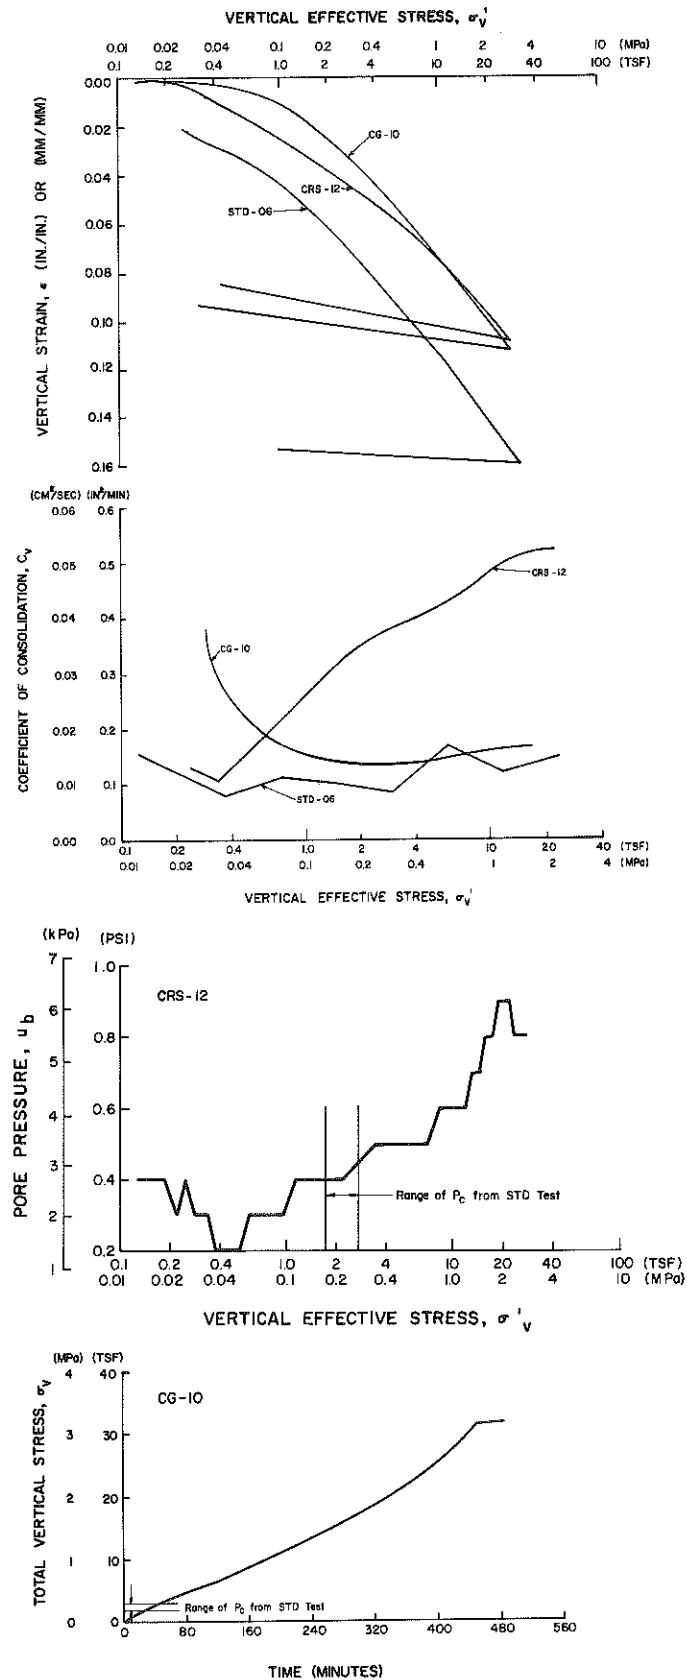 VERTICAL EFFECTIVE STRESS, σv'
0.01 0.02 0.04 0.1 0.2 0.4 1 2 4 10 (MPa)
0.1 0.2 0.4 1.0 2 4 10 20 40 100 (TSF)
0.00
0.02
0.04
0.06
0.08
0.10
0.12
0.14
0.16
VERTICAL STRAIN, ε (IN./IN.) OR (MM/MM)
CG-10
CRS-12
STD-06
(CM²/SEC) (IN²/MIN)
0.06 0.6
0.05 0.5
0.04 0.4
0.03 0.3
0.02 0.2
0.01 0.1
0.00 0.0
COEFFICIENT OF CONSOLIDATION, Cv
CRS-12
CG-10
STD-06
0.1 0.2 0.4 1.0 2 4 10 20 40 (TSF)
0.01 0.02 0.04 0.1 0.2 0.4 1 2 4 (MPa)
VERTICAL EFFECTIVE STRESS, σv'
(kPa) (PSI)
7
6
5
4
3
2
1
1.0
0.8
0.6
0.4
0.2
PORE PRESSURE, ub
CRS-12
Range of Pc from STD Test
0.1 0.2 0.4 1.0 2 4 10 20 40 100 (TSF)
0.01 0.02 0.04 0.1 0.2 0.4 1.0 2 4 10 (MPa)
VERTICAL EFFECTIVE STRESS, σ'v
(MPa) (TSF)
4 40
3 30
2 20
1 10
0 0
TOTAL VERTICAL STRESS, σv
CG-10
Range of Pc from STD Test
0 80 160 240 320 400 480 560
TIME (MINUTES)